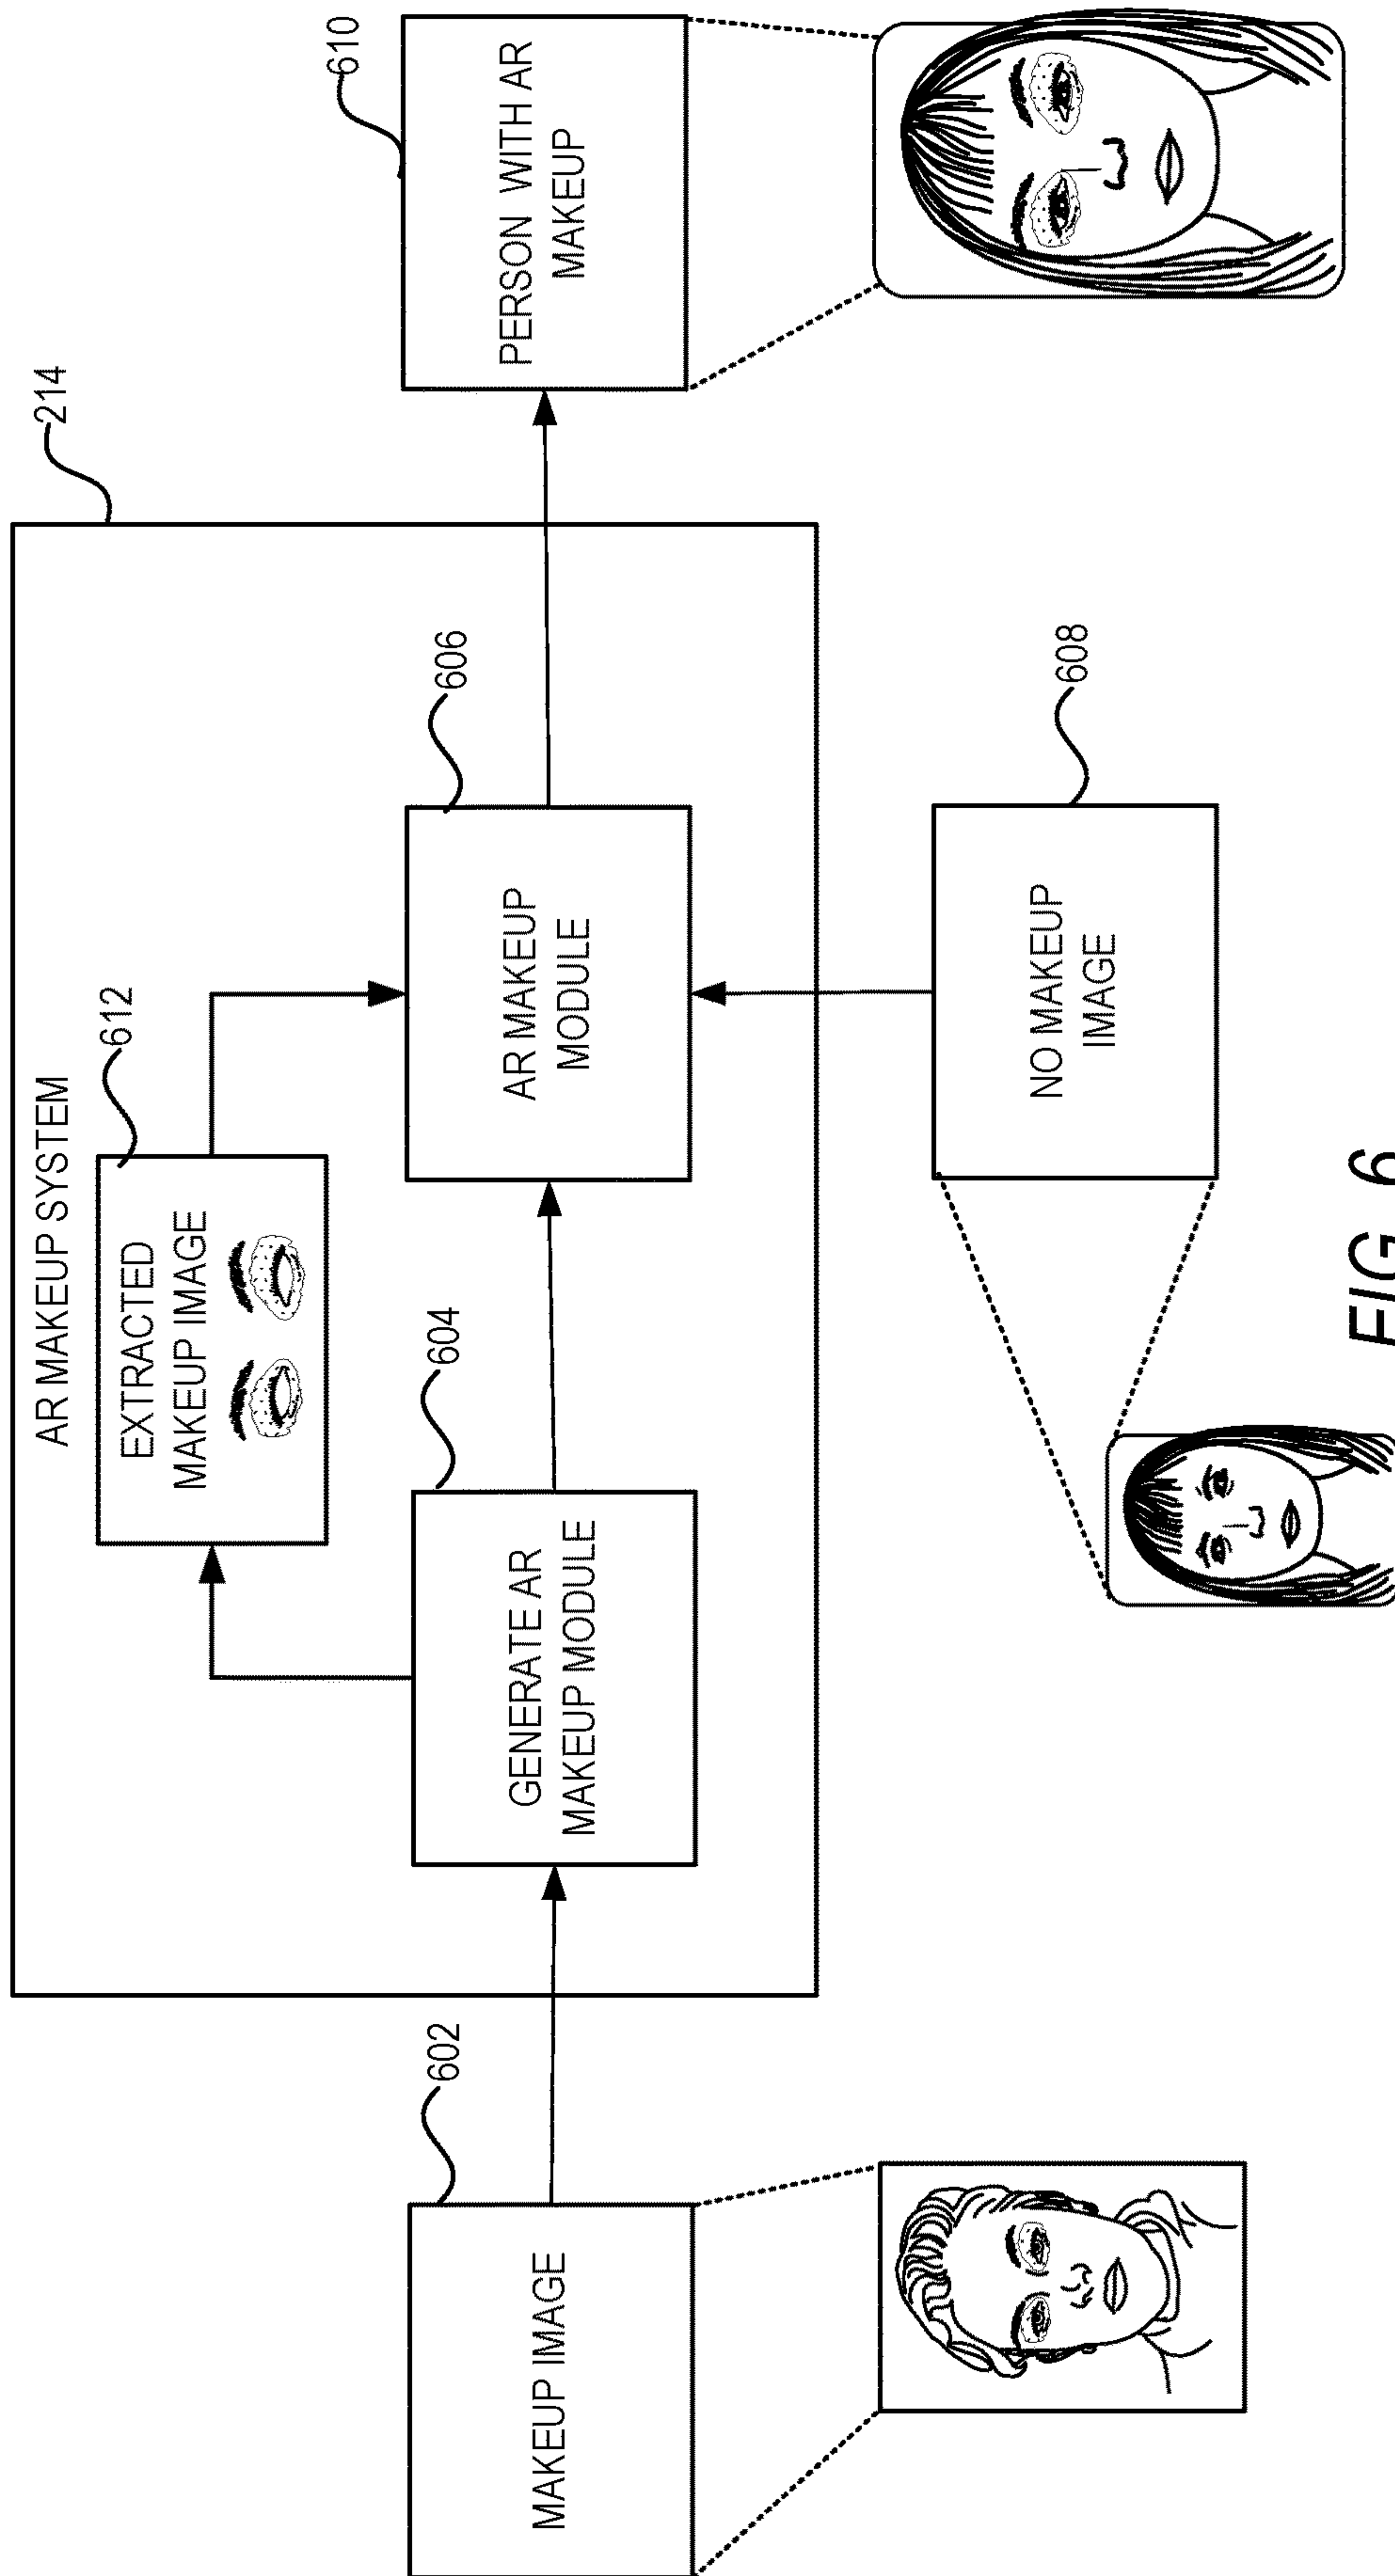 AR MAKEUP SYSTEM
214
MAKEUP IMAGE
602
GENERATE AR
MAKEUP MODULE
604
EXTRACTED
MAKEUP IMAGE
612
AR MAKEUP
MODULE
606
NO MAKEUP
IMAGE
608
PERSON WITH AR
MAKEUP
610
FIG. 6